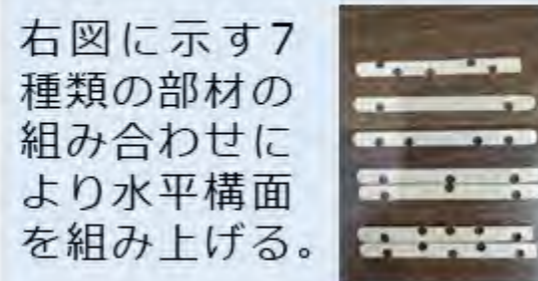 右図に示す7
種類の部材の
組み合わせに
より水平構面
を組み上げる。